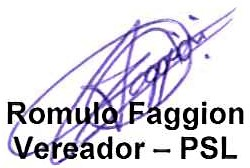 Romulo Faggion
Vereador – PSL